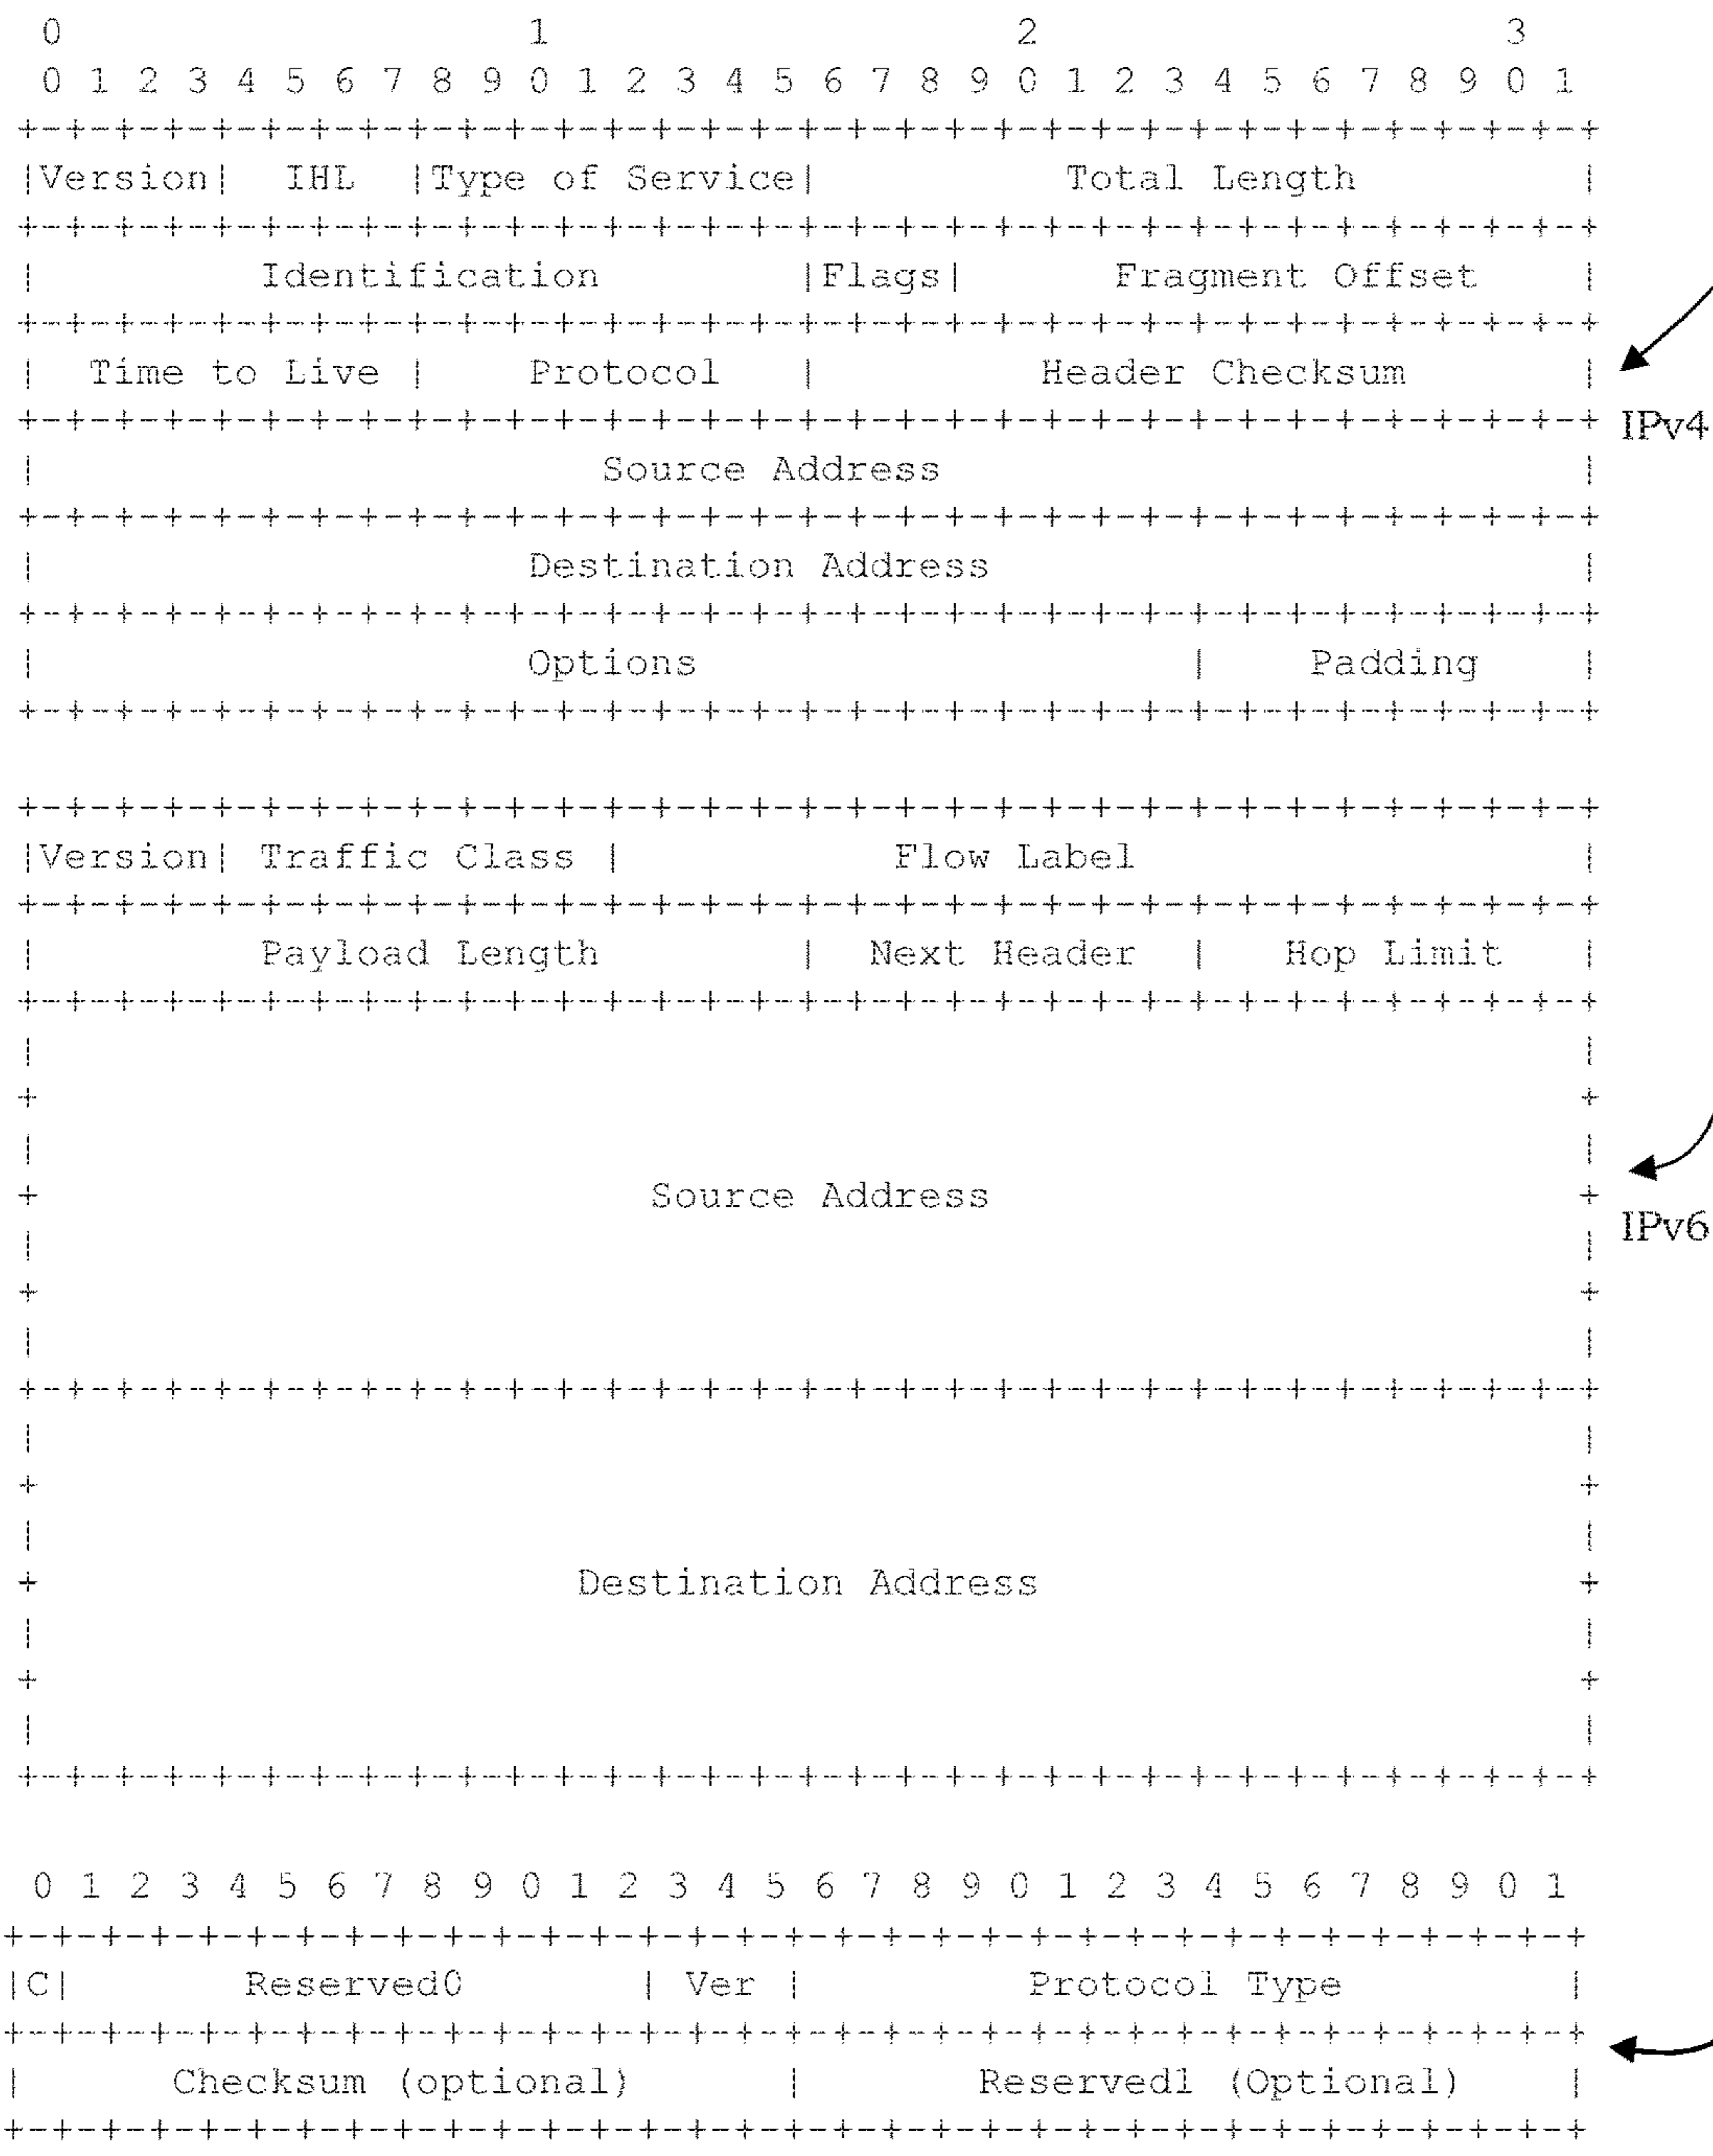 0                   1                   2                   3
0 1 2 3 4 5 6 7 8 9 0 1 2 3 4 5 6 7 8 9 0 1 2 3 4 5 6 7 8 9 0 1
+-+-+-+-+-+-+-+-+-+-+-+-+-+-+-+-+-+-+-+-+-+-+-+-+-+-+-+-+-+-+-+-+
|Version|  IHL  |Type of Service|          Total Length         |
+-+-+-+-+-+-+-+-+-+-+-+-+-+-+-+-+-+-+-+-+-+-+-+-+-+-+-+-+-+-+-+-+
|         Identification        |Flags|      Fragment Offset    |
+-+-+-+-+-+-+-+-+-+-+-+-+-+-+-+-+-+-+-+-+-+-+-+-+-+-+-+-+-+-+-+-+
|  Time to Live |    Protocol   |         Header Checksum       |
+-+-+-+-+-+-+-+-+-+-+-+-+-+-+-+-+-+-+-+-+-+-+-+-+-+-+-+-+-+-+-+-+
IPv4
|                       Source Address                          |
+-+-+-+-+-+-+-+-+-+-+-+-+-+-+-+-+-+-+-+-+-+-+-+-+-+-+-+-+-+-+-+-+
|                    Destination Address                        |
+-+-+-+-+-+-+-+-+-+-+-+-+-+-+-+-+-+-+-+-+-+-+-+-+-+-+-+-+-+-+-+-+
|                    Options                    |    Padding    |
+-+-+-+-+-+-+-+-+-+-+-+-+-+-+-+-+-+-+-+-+-+-+-+-+-+-+-+-+-+-+-+-+
+-+-+-+-+-+-+-+-+-+-+-+-+-+-+-+-+-+-+-+-+-+-+-+-+-+-+-+-+-+-+-+-+
|Version| Traffic Class |           Flow Label                  |
+-+-+-+-+-+-+-+-+-+-+-+-+-+-+-+-+-+-+-+-+-+-+-+-+-+-+-+-+-+-+-+-+
|         Payload Length        |  Next Header  |   Hop Limit   |
+-+-+-+-+-+-+-+-+-+-+-+-+-+-+-+-+-+-+-+-+-+-+-+-+-+-+-+-+-+-+-+-+
|                                                               |
+                                                               +
|                                                               |
+                         Source Address                        +
IPv6
|                                                               |
+                                                               +
|                                                               |
+-+-+-+-+-+-+-+-+-+-+-+-+-+-+-+-+-+-+-+-+-+-+-+-+-+-+-+-+-+-+-+-+
|                                                               |
+                                                               +
|                                                               |
+                      Destination Address                      +
|                                                               |
+                                                               +
|                                                               |
+-+-+-+-+-+-+-+-+-+-+-+-+-+-+-+-+-+-+-+-+-+-+-+-+-+-+-+-+-+-+-+-+
0 1 2 3 4 5 6 7 8 9 0 1 2 3 4 5 6 7 8 9 0 1 2 3 4 5 6 7 8 9 0 1
+-+-+-+-+-+-+-+-+-+-+-+-+-+-+-+-+-+-+-+-+-+-+-+-+-+-+-+-+-+-+-+-+
|C|       Reserved0       | Ver |         Protocol Type         |
+-+-+-+-+-+-+-+-+-+-+-+-+-+-+-+-+-+-+-+-+-+-+-+-+-+-+-+-+-+-+-+-+
|      Checksum (optional)      |       Reserved1 (Optional)    |
+-+-+-+-+-+-+-+-+-+-+-+-+-+-+-+-+-+-+-+-+-+-+-+-+-+-+-+-+-+-+-+-+